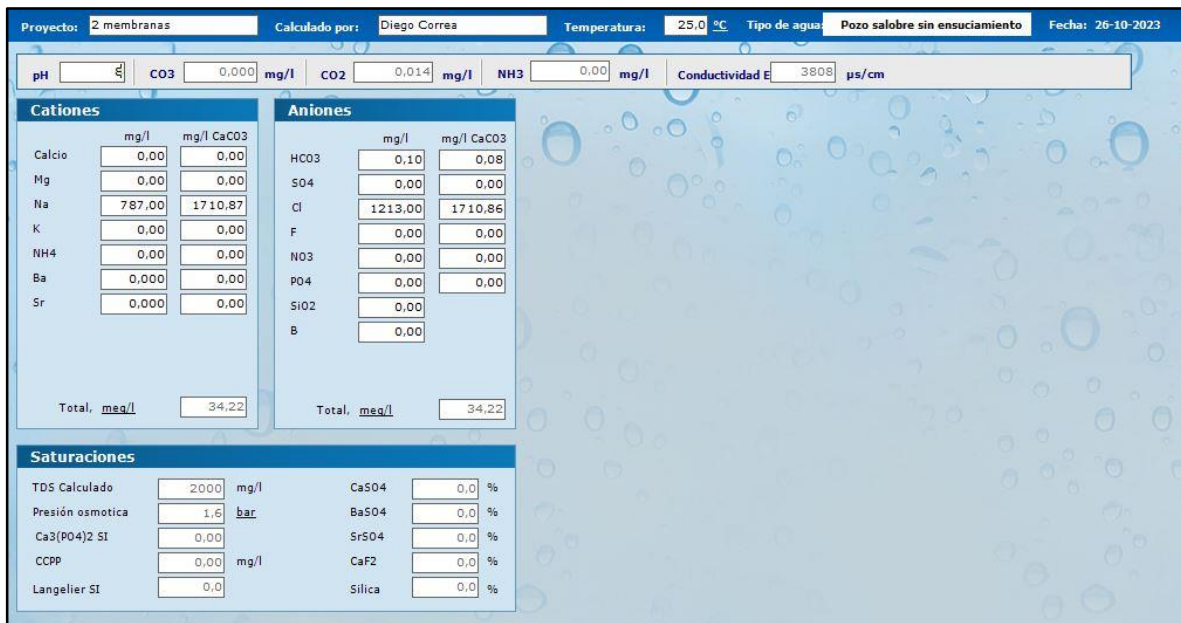 Proyecto: 2 membranas Calculado por: Diego Correa Temperatura: 25,0 ºC Tipo de agua: Pozo salobre sin ensuciamiento Fecha: 26-10-2023
pH CO3 0,000 mg/l CO2 0,014 mg/l NH3 0,00 mg/l Conductividad E 3808 µs/cm
Cationes
mg/l mg/l CaCO3
Calcio 0,00 0,00
Mg 0,00 0,00
Na 787,00 1710,87
K 0,00 0,00
NH4 0,00 0,00
Ba 0,000 0,00
Sr 0,000 0,00
Total, meq/l 34,22
Aniones
mg/l mg/l CaCO3
HCO3 0,10 0,08
SO4 0,00 0,00
Cl 1213,00 1710,86
F 0,00 0,00
NO3 0,00 0,00
PO4 0,00 0,00
SiO2 0,00
B 0,00
Total, meq/l 34,22
Saturaciones
TDS Calculado 2000 mg/l CaSO4 0,0 %
Presión osmotica 1,6 bar BaSO4 0,0 %
Ca3(PO4)2 SI 0,00 SrSO4 0,0 %
CCPP 0,00 mg/l CaF2 0,0 %
Langelier SI 0,0 Silica 0,0 %